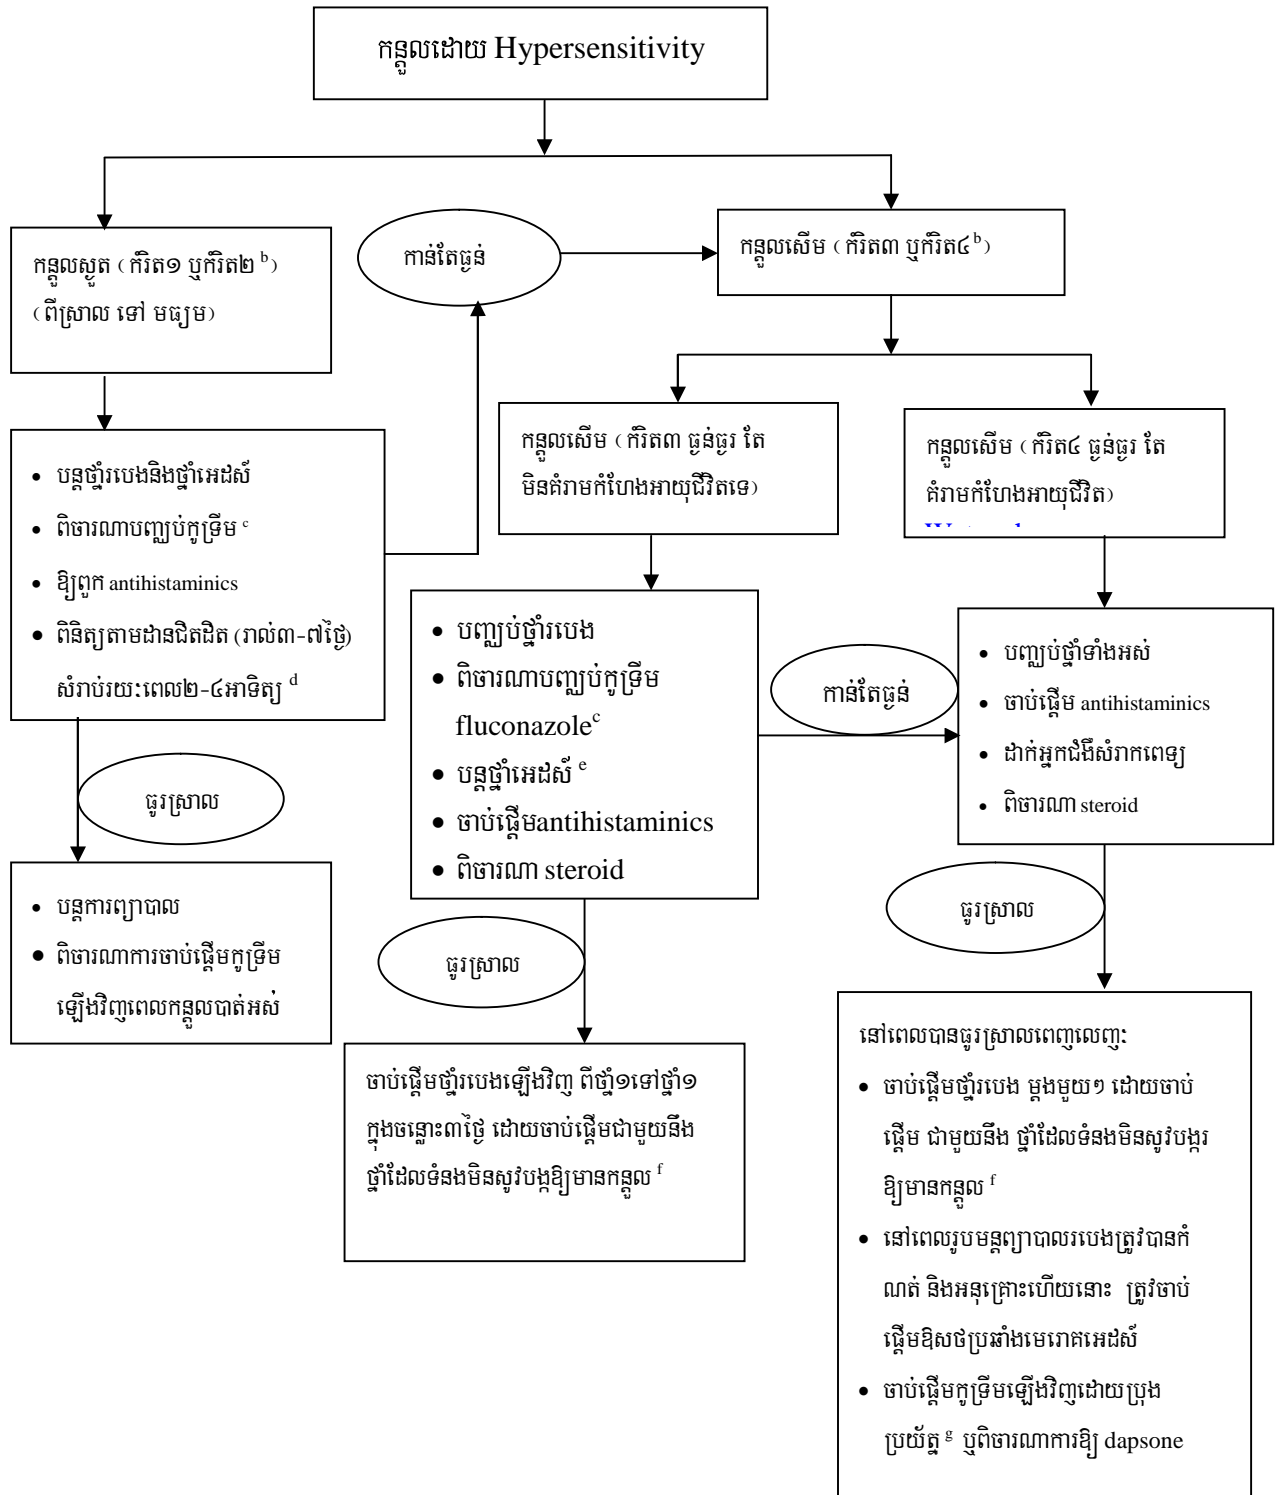 កន្តួលដោយ Hypersensitivity
កន្តួលស្ងួត (កំរិត១ ឬកំរិត២ b)
(ពីស្រាល ទៅ មធ្យម)
កាន់តែធ្ងន់
កន្តួលសើម (កំរិត៣ ឬកំរិត៤ b)
• បន្តថ្នាំរបេងនិងថ្នាំអេដស៍
• ពិចារណាបញ្ឈប់កូទ្រីម c
• ឱ្យពួក antihistaminics
• ពិនិត្យតាមដានជិតដិត (រាល់៣-៧ថ្ងៃ)
សំរាប់រយៈពេល២-៤អាទិត្យ d
កន្តួលសើម (កំរិត៣ ធ្ងន់ធ្ងរ តែ
មិនគំរាមកំហែងអាយុជីវិតទេ)
កន្តួលសើម (កំរិត៤ ធ្ងន់ធ្ងរ តែ
គំរាមកំហែងអាយុជីវិត)
• បញ្ឈប់ថ្នាំរបេង
• ពិចារណាបញ្ឈប់កូទ្រីម
fluconazole c
• បន្តថ្នាំអេដស៍ e
• ចាប់ផ្តើមantihistaminics
• ពិចារណា steroid
កាន់តែធ្ងន់
• បញ្ឈប់ថ្នាំទាំងអស់
• ចាប់ផ្តើម antihistaminics
• ដាក់អ្នកជំងឺសំរាកពេទ្យ
• ពិចារណា steroid
ធូរស្រាល
• បន្តការព្យាបាល
• ពិចារណាការចាប់ផ្តើមកូទ្រីម
ឡើងវិញពេលកន្តួលបាត់អស់
ធូរស្រាល
ចាប់ផ្តើមថ្នាំរបេងឡើងវិញ ពីថ្នាំ១ទៅថ្នាំ១
ក្នុងចន្លោះ៣ថ្ងៃ ដោយចាប់ផ្តើមជាមួយនឹង
ថ្នាំដែលទំនងមិនសូវបង្កឱ្យមានកន្តួល f
ធូរស្រាល
នៅពេលបានធូរស្រាលពេញលេញៈ
• ចាប់ផ្តើមថ្នាំរបេង ម្តងមួយៗ ដោយចាប់
ផ្តើម ជាមួយនឹង ថ្នាំដែលទំនងមិនសូវបង្ករ
ឱ្យមានកន្តួល f
• នៅពេលរូបមន្តព្យាបាលរបេងត្រូវបានកំ
ណត់ និងអនុគ្រោះហើយនោះ ត្រូវចាប់
ផ្តើមឱសថប្រឆាំងមេរោគអេដស៍
• ចាប់ផ្តើមកូទ្រីមឡើងវិញដោយប្រុង
ប្រយ័ត្ន g ឬពិចារណាការឱ្យ dapsone